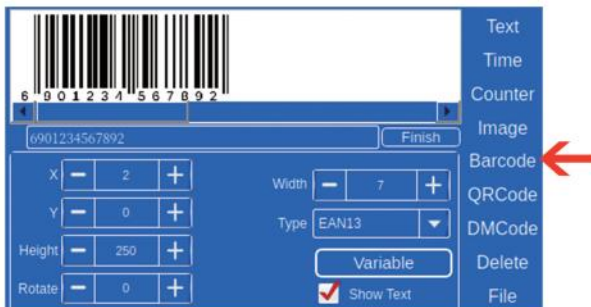 6 901234 567892
6901234567892
Finish
X
2
Y
0
Height
250
Rotate
0
Width
7
Type
EAN13
Variable
Show Text
Text
Time
Counter
Image
Barcode
QRCode
DMCode
Delete
File